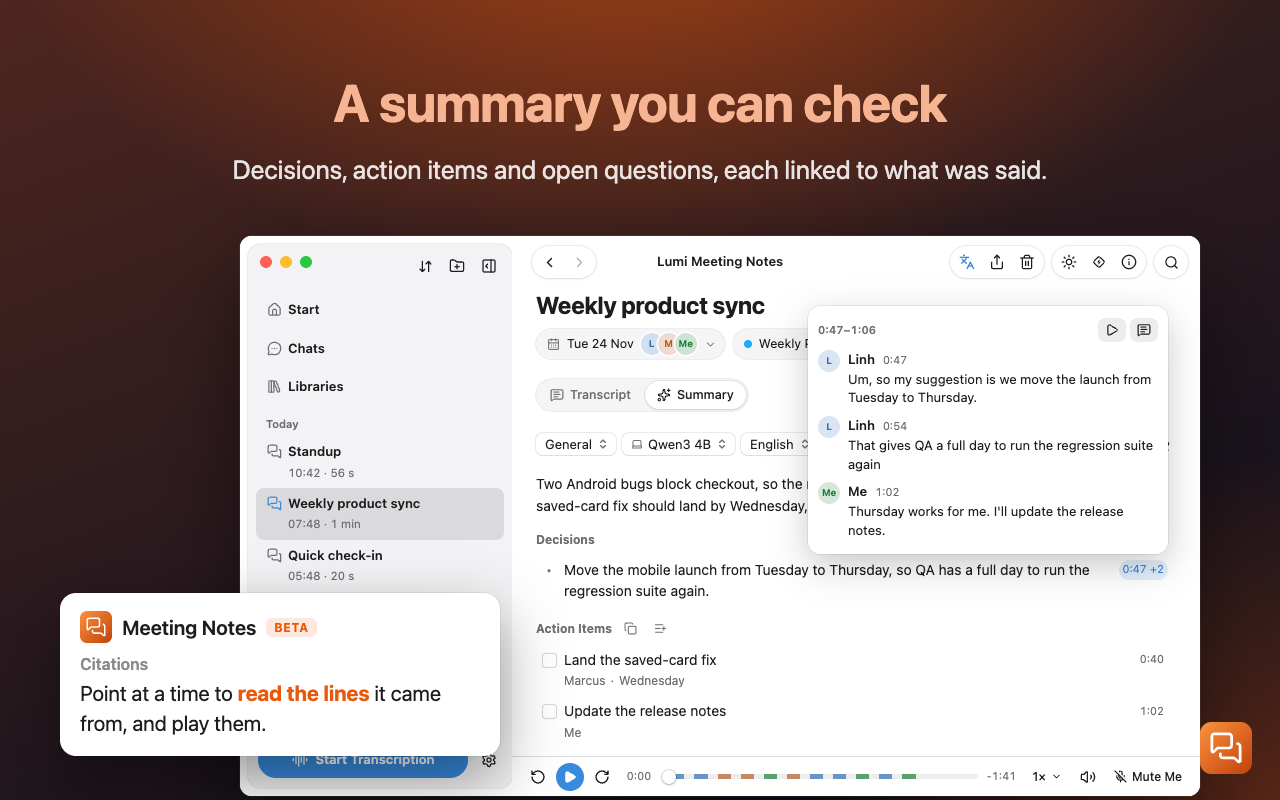 A summary you can check
Decisions, action items and open questions, each linked to what was said.
Lumi Meeting Notes
Start
Chats
Libraries
Today
Standup
10:42 · 56 s
Weekly product sync
07:48 · 1 min
Quick check-in
05:48 · 20 s
Start Transcription
Weekly product sync
Tue 24 Nov
L
M
Me
Weekly
Transcript
Summary
General
Qwen3 4B
English
Two Android bugs block checkout, so the
saved-card fix should land by Wednesday,
Decisions
• Move the mobile launch from Tuesday to Thursday, so QA has a full day to run the
regression suite again.
0:47 +2
Action Items
Land the saved-card fix
0:40
Marcus · Wednesday
Update the release notes
1:02
Me
0:47–1:06
L
Linh 0:47
Um, so my suggestion is we move the launch from
Tuesday to Thursday.
L
Linh 0:54
That gives QA a full day to run the regression suite
again
Me
Me 1:02
Thursday works for me. I'll update the release
notes.
0:00
-1:41
1×
Mute Me
Meeting Notes BETA
Citations
Point at a time to read the lines it came
from, and play them.